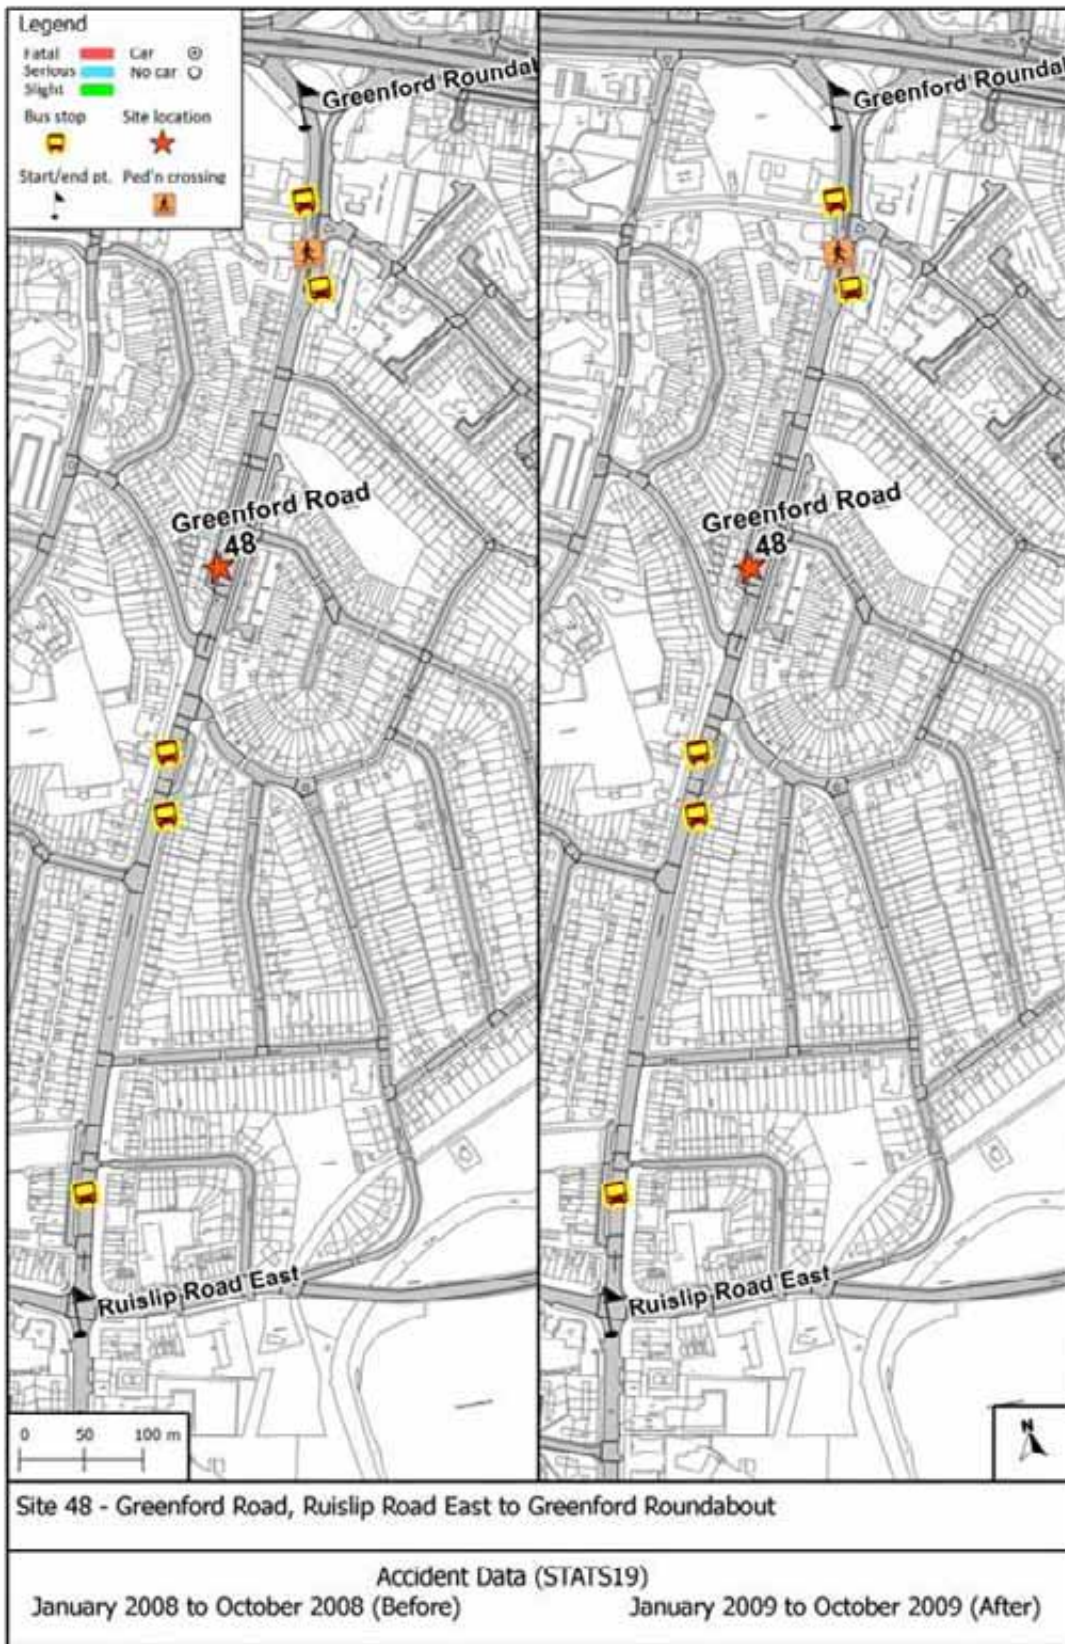 Legend
Fatal Car
Serious No car
Slight
Bus stop Site location
Start/end pt. Ped'n crossing
Greenford Roundab
Greenford Road
48
Ruislip Road East
0 50 100 m
Greenford Rounda
Greenford Road
48
Ruislip Road East
N
Site 48 - Greenford Road, Ruislip Road East to Greenford Roundabout
Accident Data (STATS19)
January 2008 to October 2008 (Before) January 2009 to October 2009 (After)